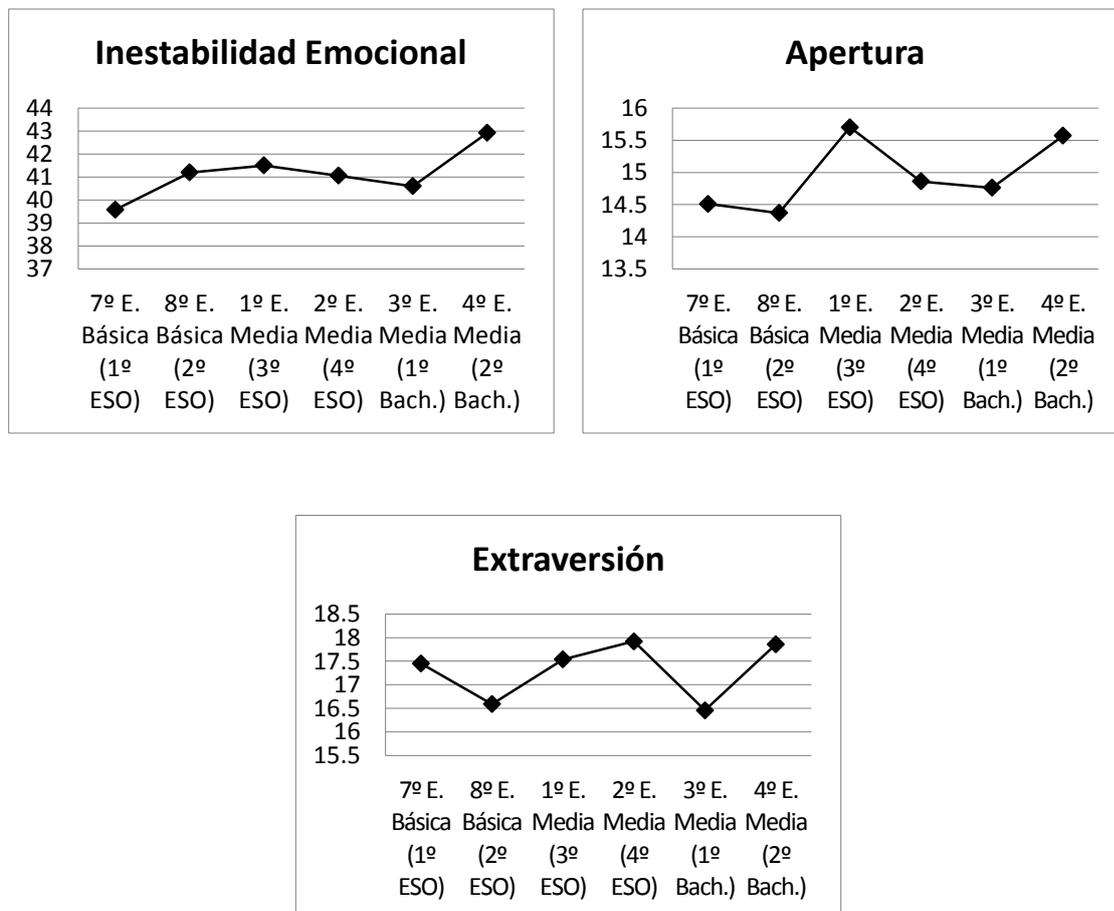 Inestabilidad Emocional
44
43
42
41
40
39
38
37
7º E. 8º E. 1º E. 2º E. 3º E. 4º E.
Básica Básica Media Media Media Media
(1º (2º (3º (4º (1º (2º
ESO) ESO) ESO) ESO) Bach.) Bach.)
Apertura
16
15.5
15
14.5
14
13.5
7º E. 8º E. 1º E. 2º E. 3º E. 4º E.
Básica Básica Media Media Media Media
(1º (2º (3º (4º (1º (2º
ESO) ESO) ESO) ESO) Bach.) Bach.)
Extraversión
18.5
18
17.5
17
16.5
16
15.5
7º E. 8º E. 1º E. 2º E. 3º E. 4º E.
Básica Básica Media Media Media Media
(1º (2º (3º (4º (1º (2º
ESO) ESO) ESO) ESO) Bach.) Bach.)